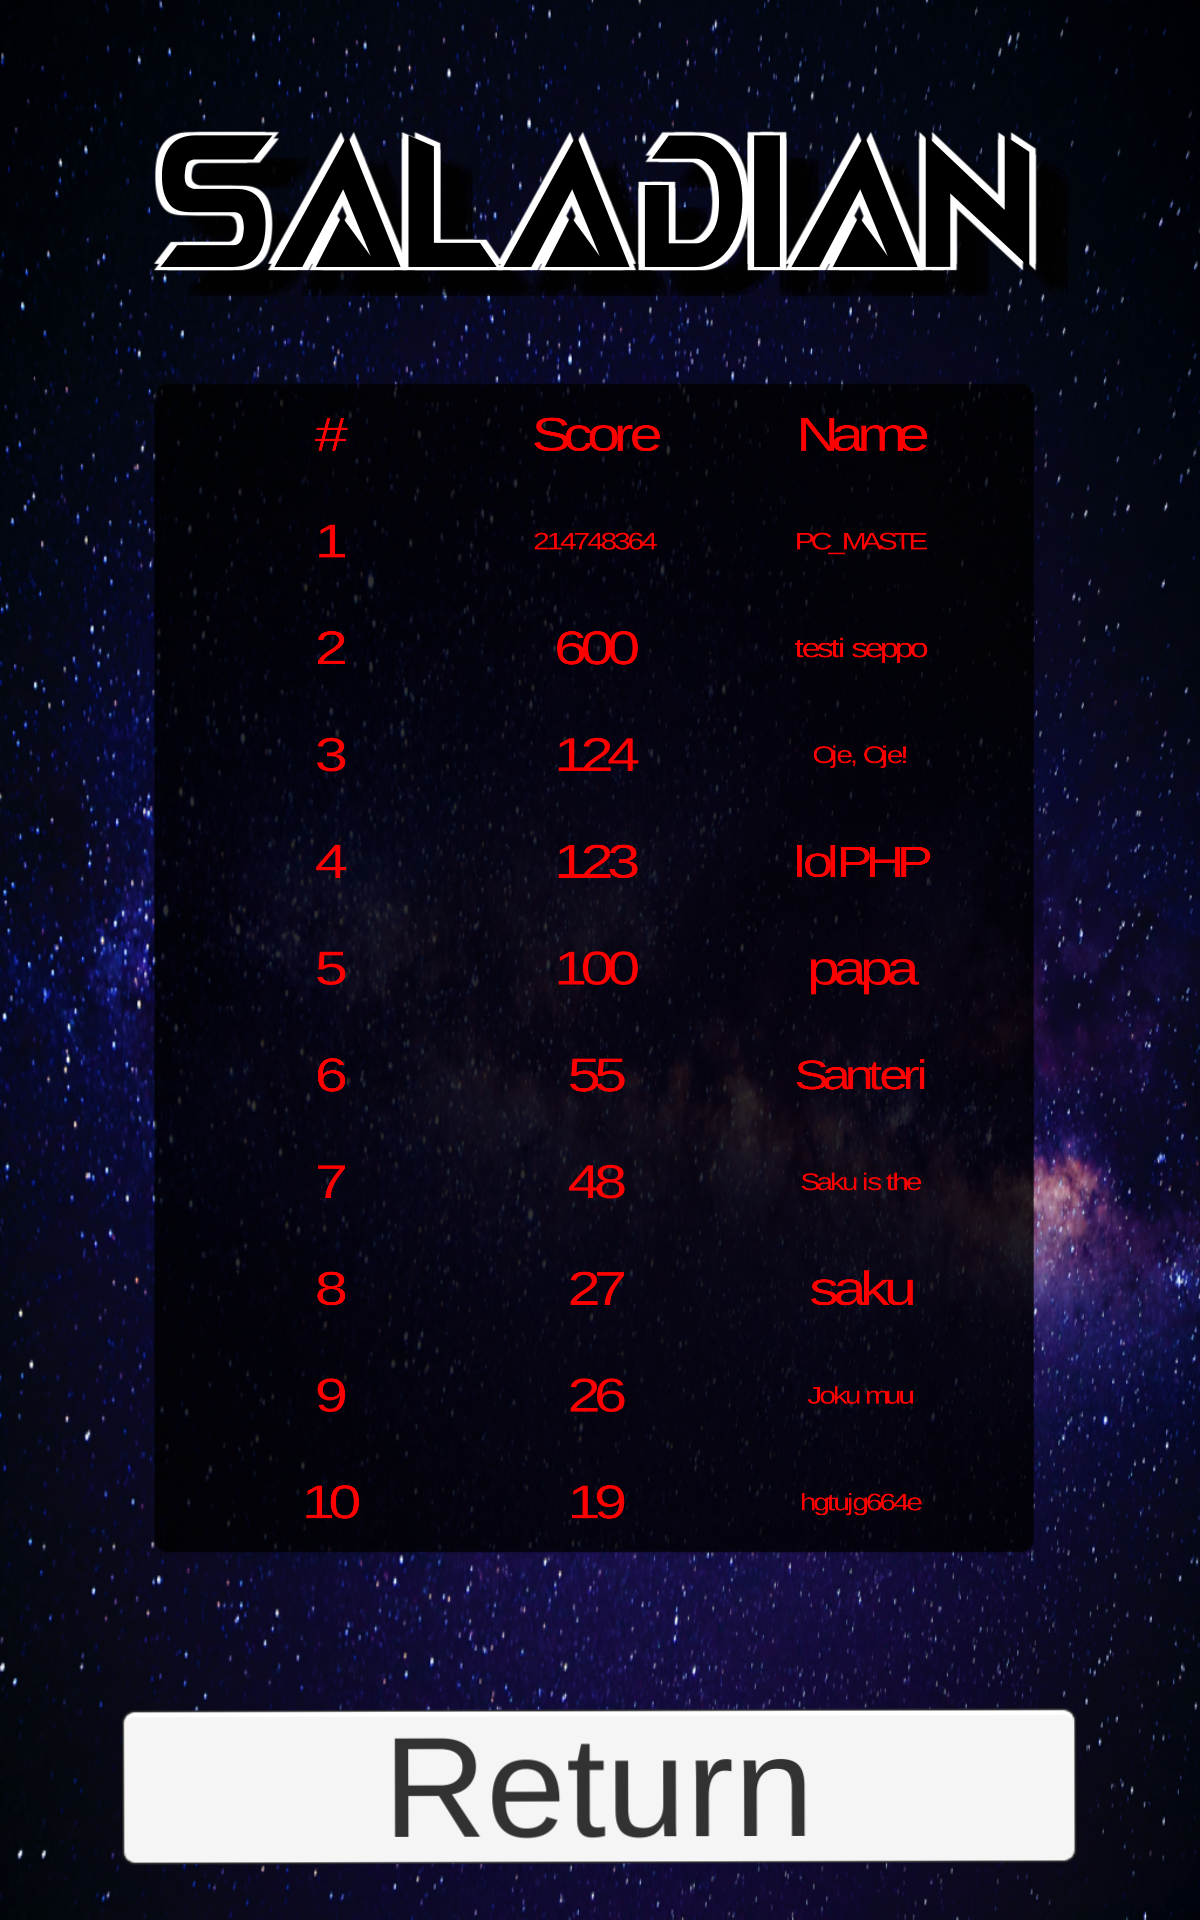 SALADIAN
# Score Name
1 214748364 PC_MASTE
2 600 testi seppo
3 124 Oje, Oje!
4 123 lolPHP
5 100 papa
6 55 Santeri
7 48 Saku is the
8 27 saku
9 26 Joku muu
10 19 hgtujg664e
Return